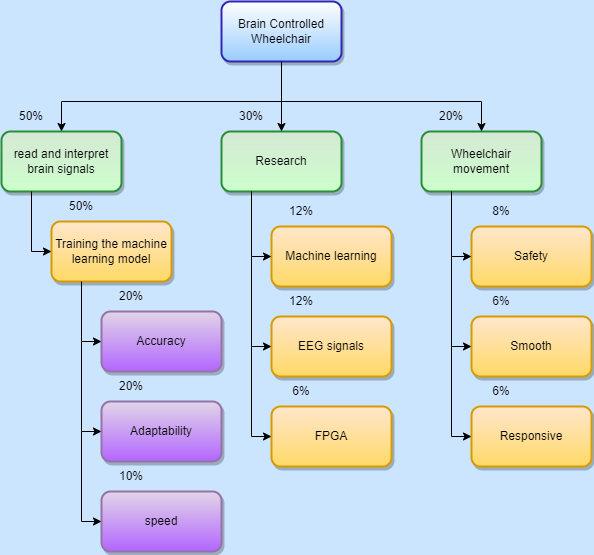 Brain Controlled
Wheelchair
50%
30%
20%
read and interpret
brain signals
Research
Wheelchair
movement
50%
Training the machine
learning model
20%
Accuracy
20%
Adaptability
10%
speed
12%
Machine learning
12%
EEG signals
6%
FPGA
8%
Safety
6%
Smooth
6%
Responsive